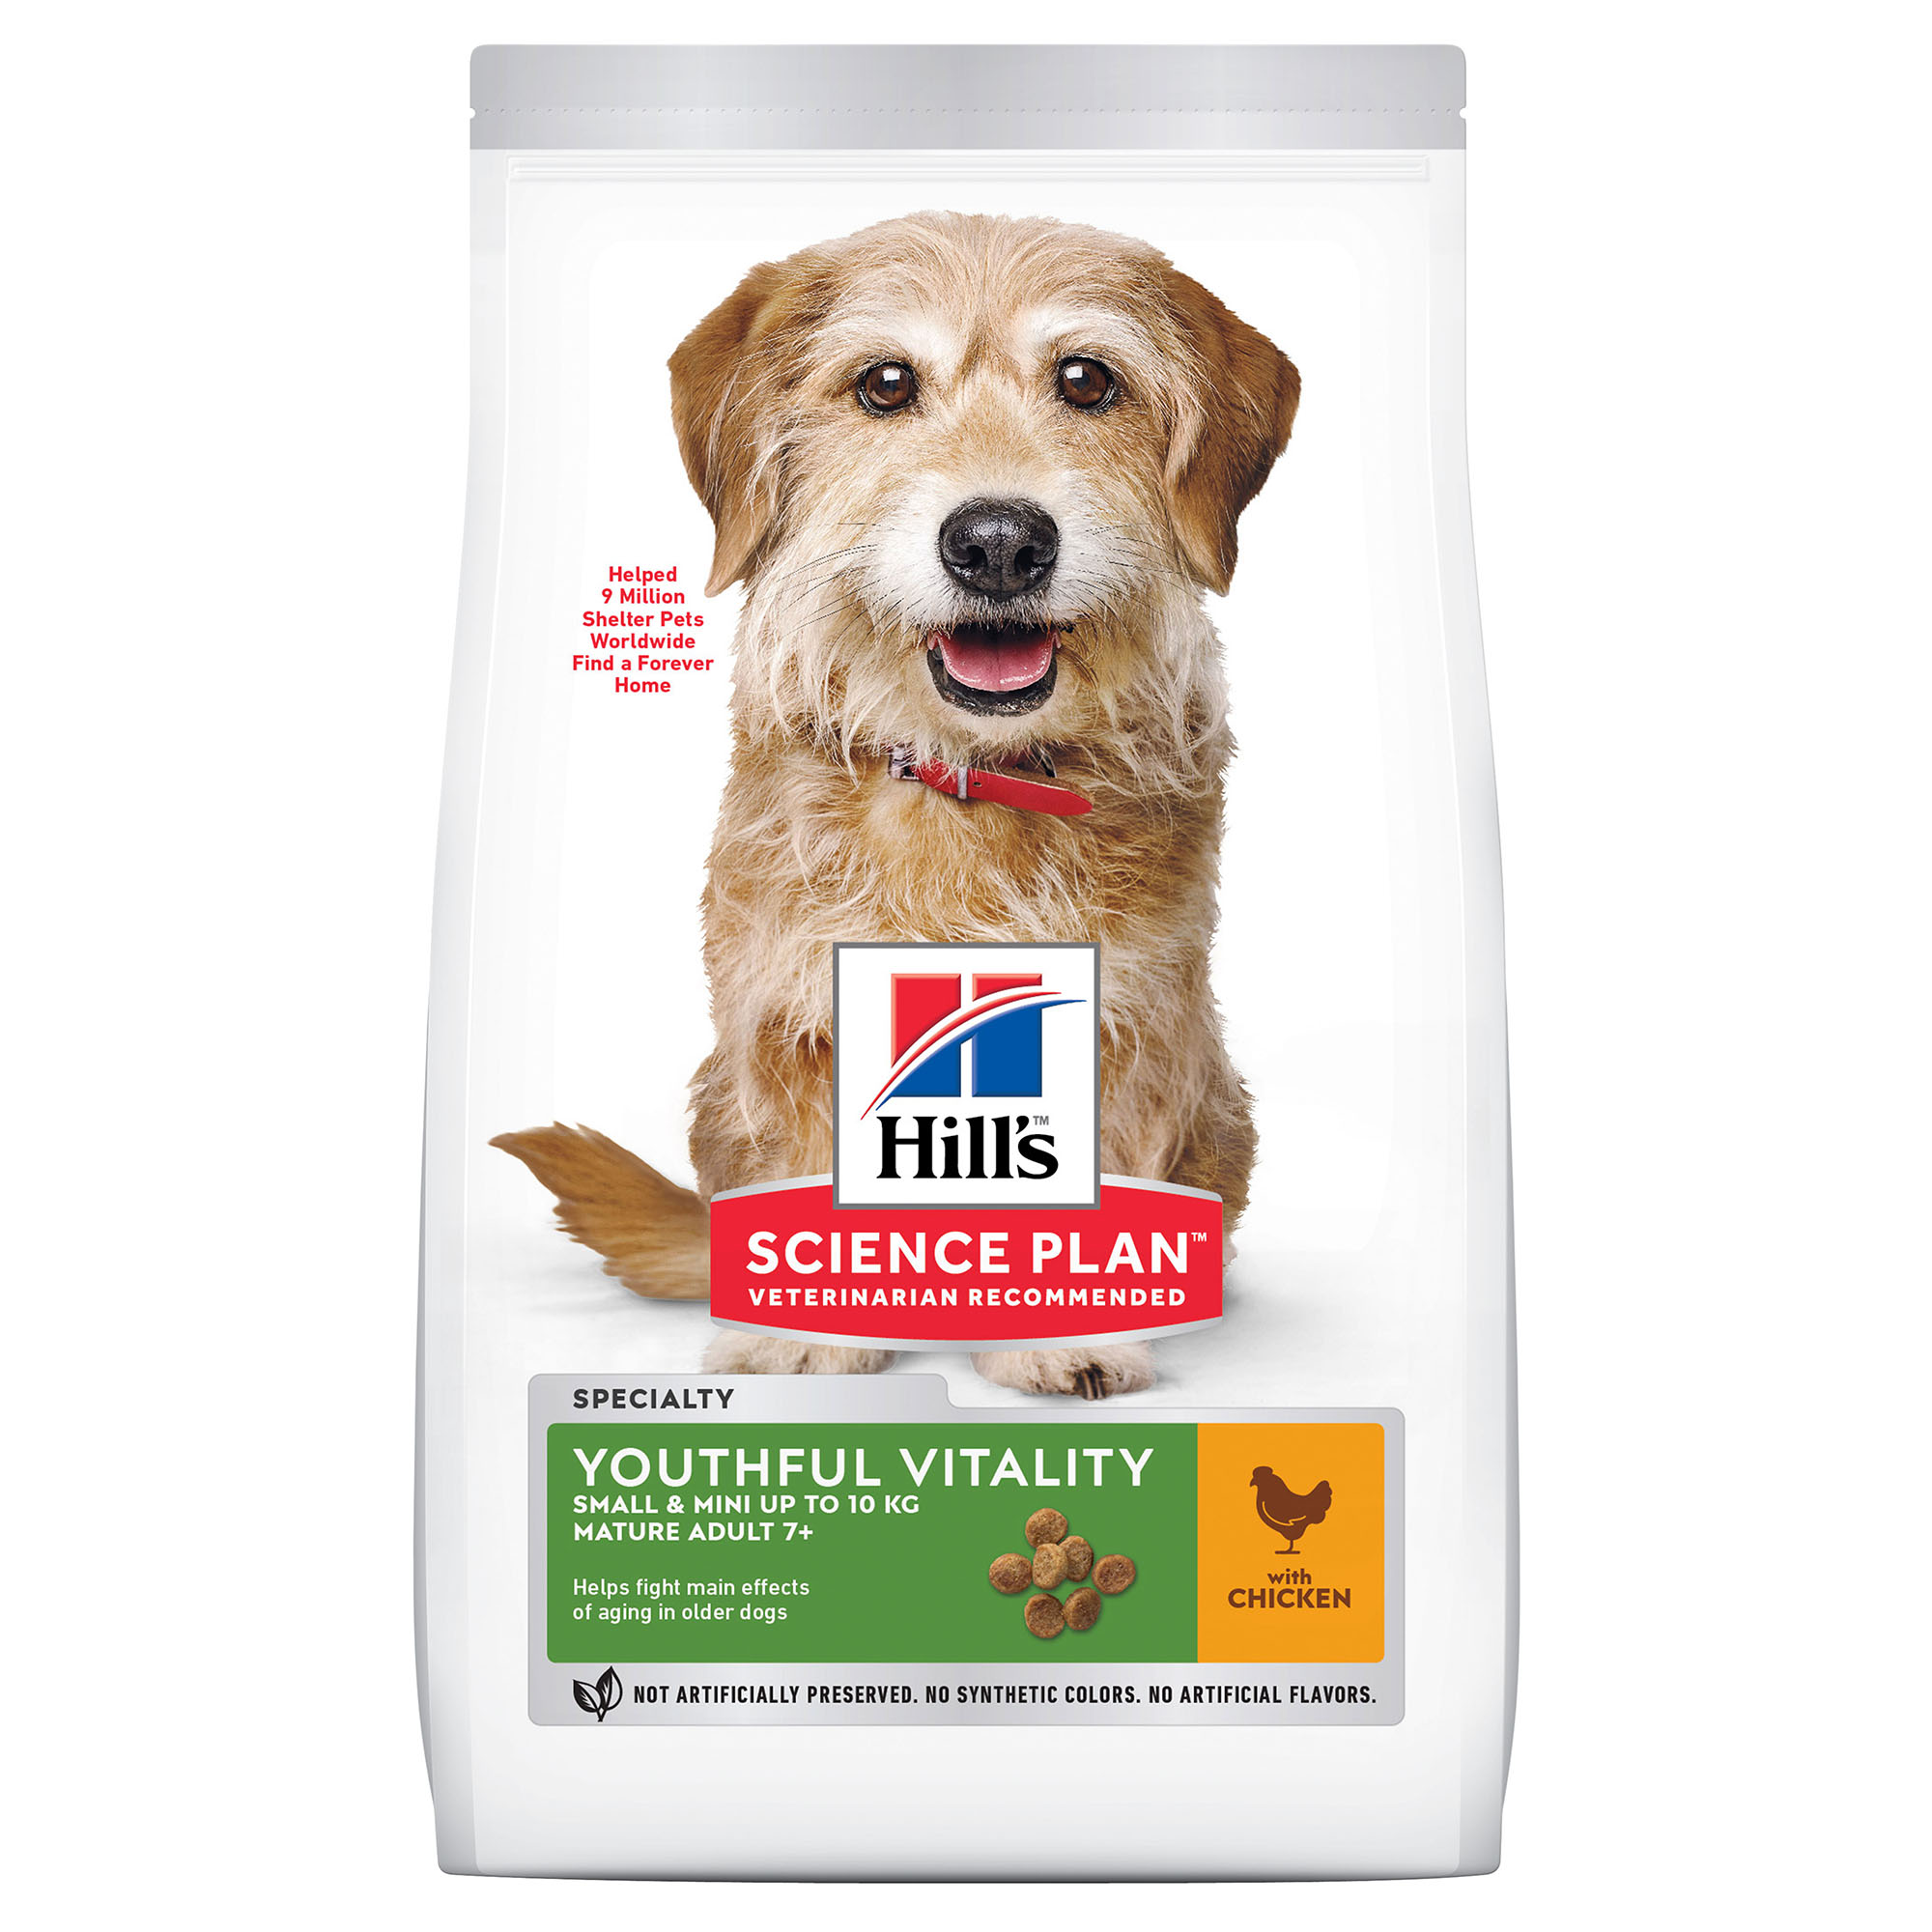 Helped
9 Million
Shelter Pets
Worldwide
Find a Forever
Home
Hill's™
SCIENCE PLAN™
VETERINARIAN RECOMMENDED
SPECIALTY
YOUTHFUL VITALITY
SMALL & MINI UP TO 10 KG
MATURE ADULT 7+
Helps fight main effects
of aging in older dogs
with
CHICKEN
NOT ARTIFICIALLY PRESERVED. NO SYNTHETIC COLORS. NO ARTIFICIAL FLAVORS.